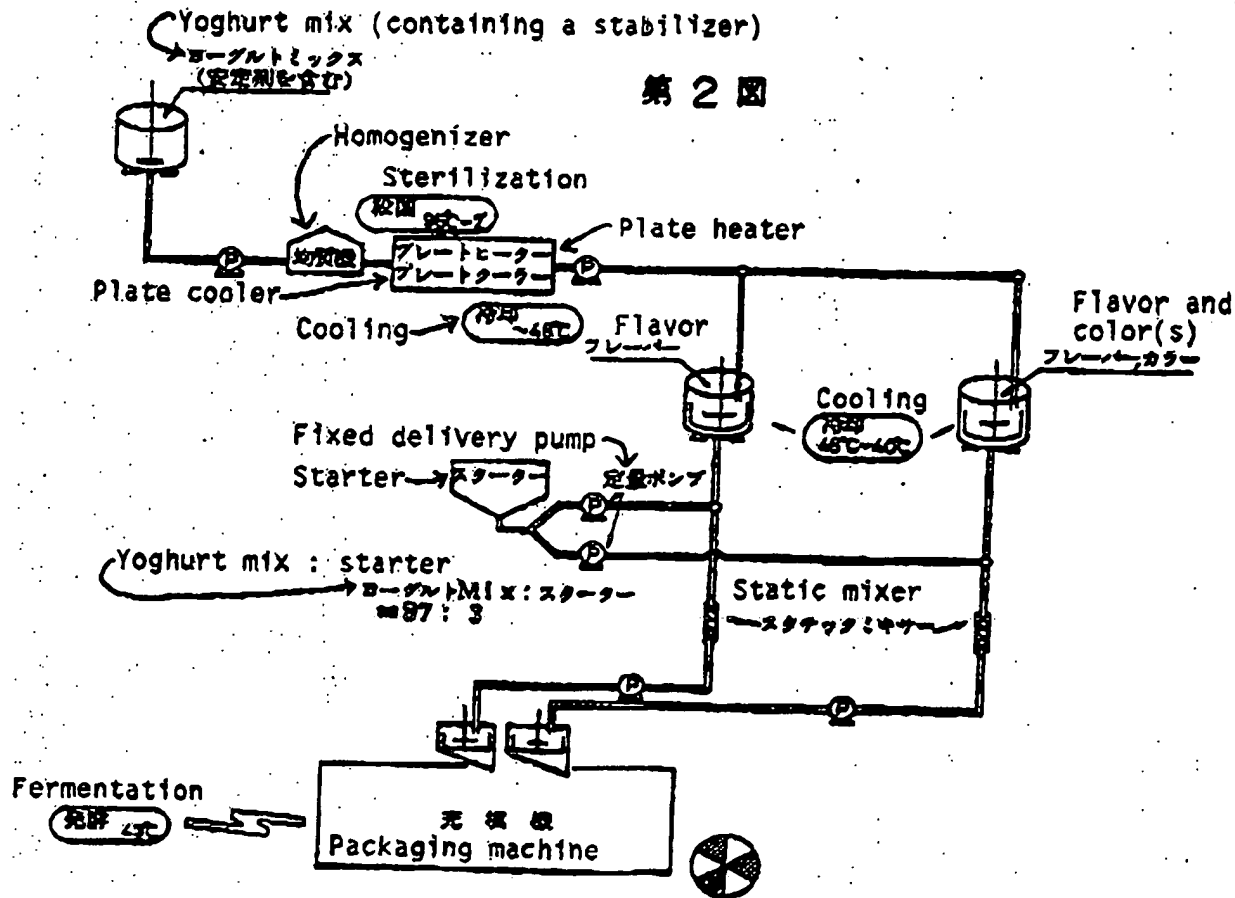 Yoghurt mix (containing a stabilizer)
ヨーグルトミックス
(安定剤を含む)
第2図
Homogenizer
Sterilization
殺菌
均質機
プレートヒーター
プレートクーラー
Plate heater
Plate cooler
Cooling
冷却
Flavor
フレーバー
Flavor and
color(s)
フレーバー,カラー
Cooling
冷却
Fixed delivery pump
Starter
スターター
定量ポンプ
P
P
P
P
Yoghurt mix : starter
ヨーグルトMix:スターター
=97:3
Static mixer
スタチックミキサー
P
P
Fermentation
発酵
充填機
Packaging machine